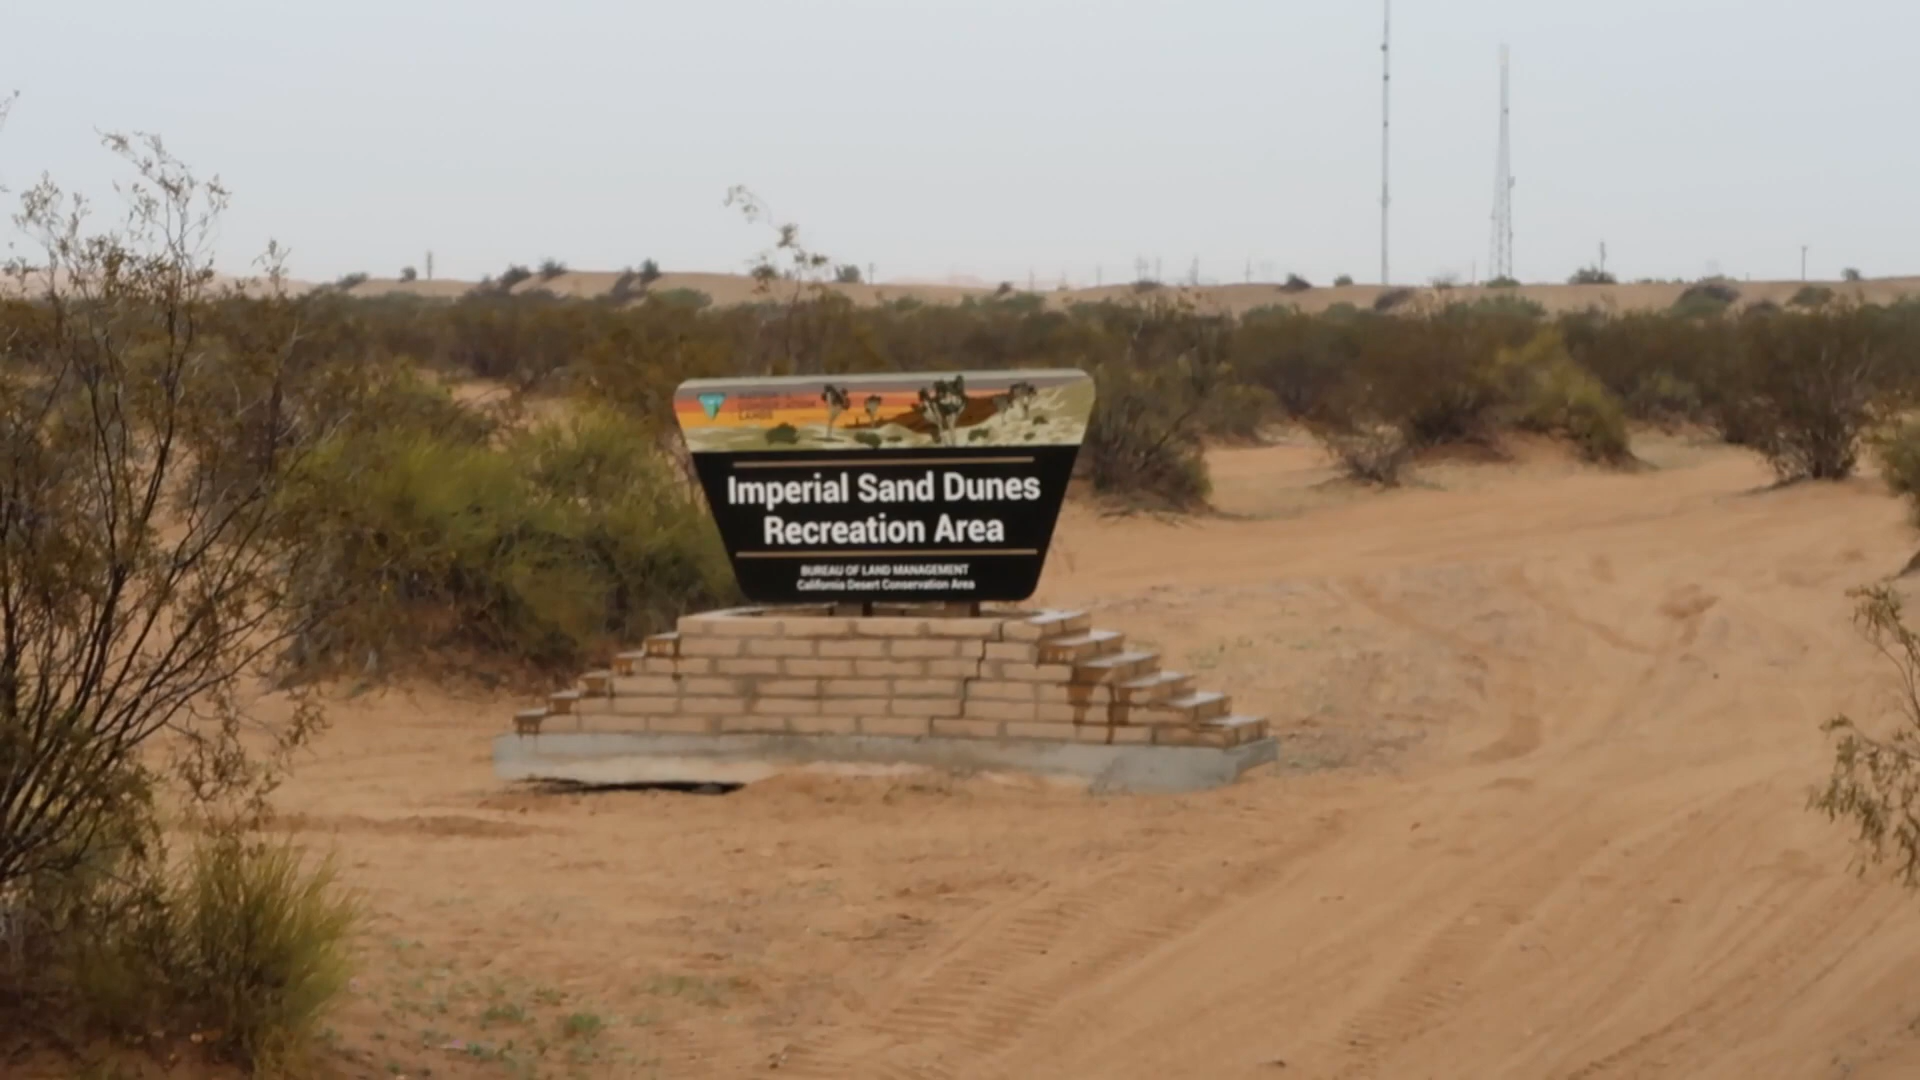 Imperial Sand Dunes
Recreation Area
BUREAU OF LAND MANAGEMENT
California Desert Conservation Area